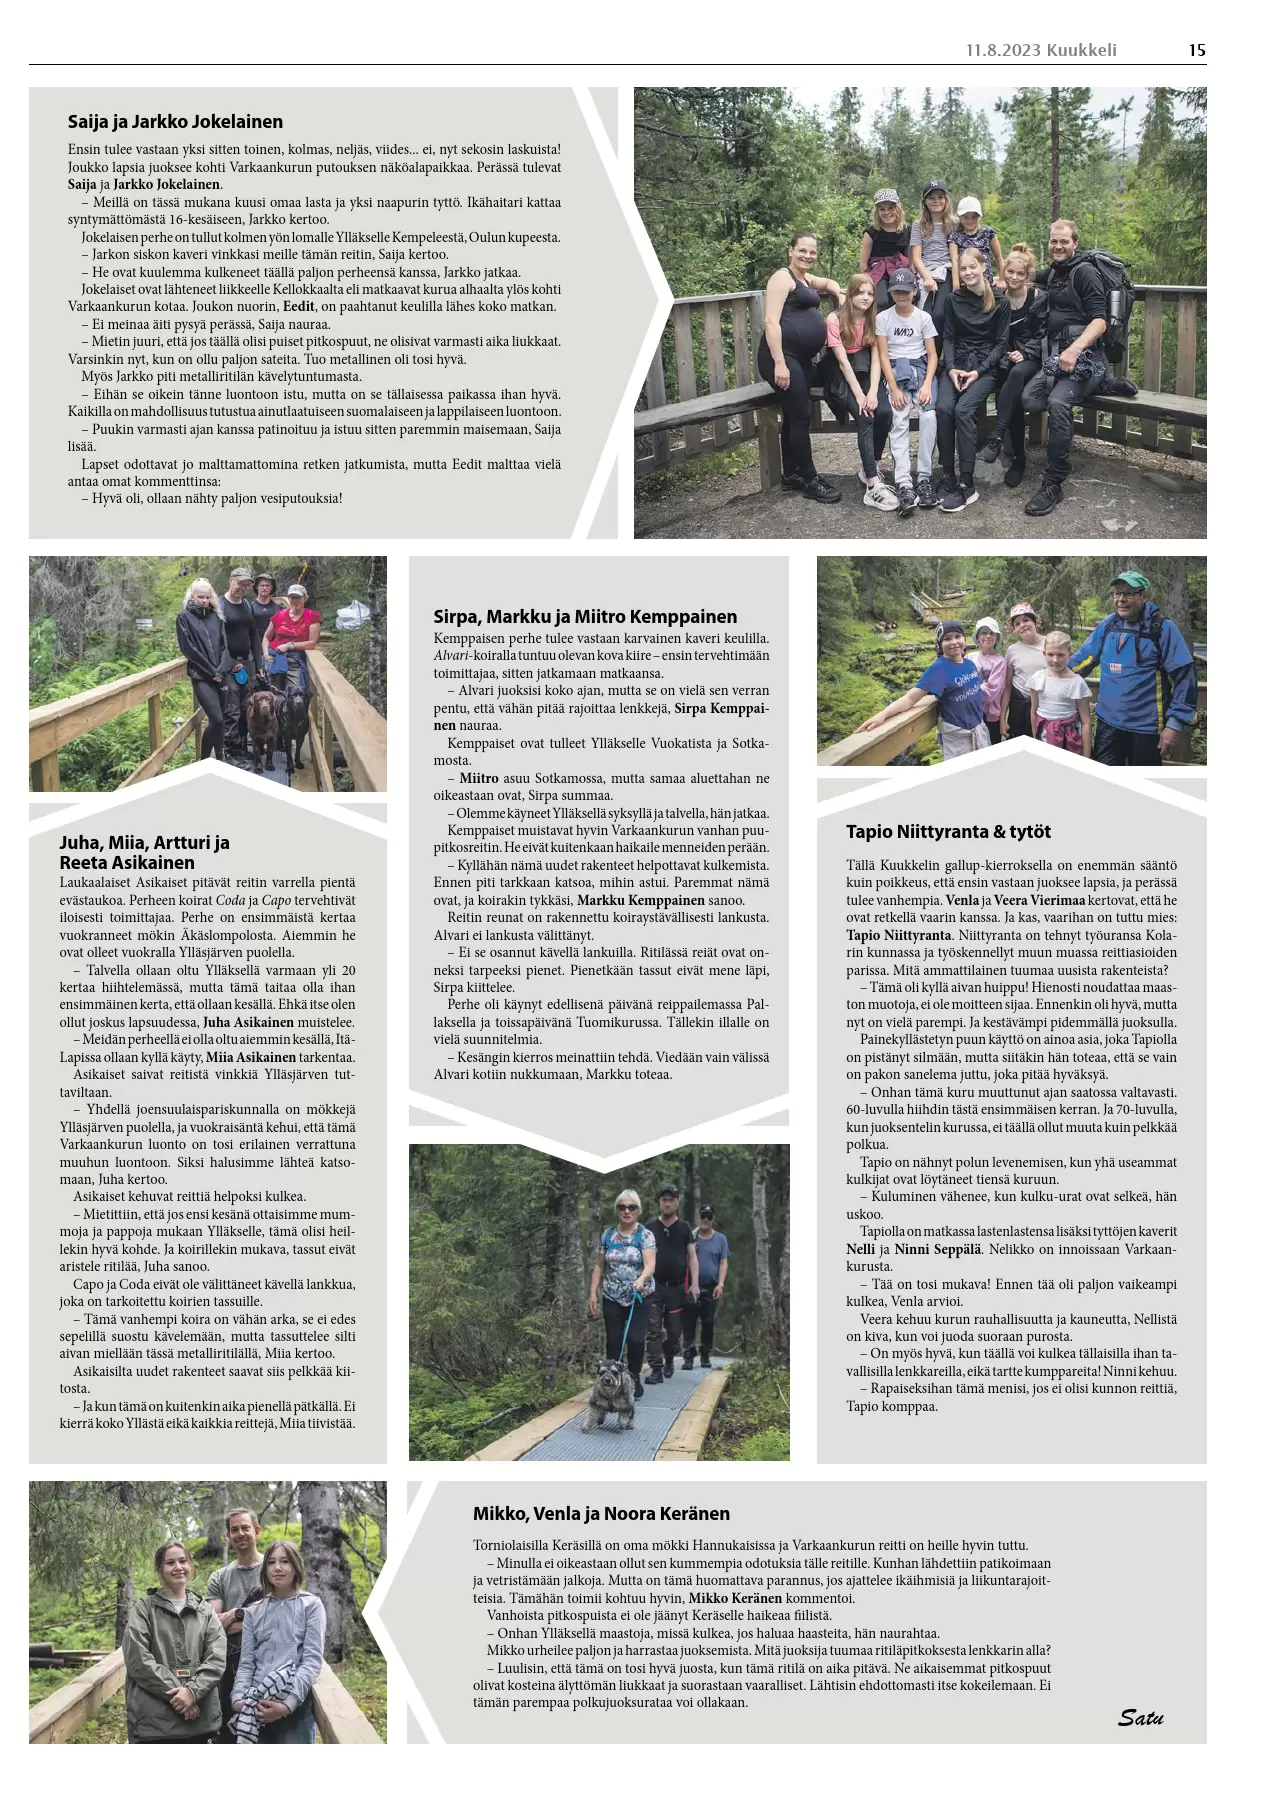 11.8.2023 Kuukkeli 15
Saija ja Jarkko Jokelainen
Ensin tulee vastaan yksi sitten toinen, kolmas, neljäs, viides... ei, nyt sekosin laskuista!
Joukko lapsia juoksee kohti Varkaankurun putouksen näköalapaikkaa. Perässä tulevat
Saija ja Jarkko Jokelainen.
– Meillä on tässä mukana kuusi omaa lasta ja yksi naapurin tyttö. Ikähaitari kattaa
syntymättömästä 16-kesäiseen, Jarkko kertoo.
Jokelaisen perhe on tullut kolmen yön lomalle Ylläkselle Kempeleestä, Oulun kupeesta.
– Jarkon siskon kaveri vinkkasi meille tämän reitin, Saija kertoo.
– He ovat kuulemma kulkeneet täällä paljon perheensä kanssa, Jarkko jatkaa.
Jokelaiset ovat lähteneet liikkeelle Kellokkaalta eli matkaavat kurua alhaalta ylös kohti
Varkaankurun kotaa. Joukon nuorin, Eedit, on paahtanut keulilla lähes koko matkan.
– Ei meinaa äiti pysyä perässä, Saija nauraa.
– Mietin juuri, että jos täällä olisi puiset pitkospuut, ne olisivat varmasti aika liukkaat.
Varsinkin nyt, kun on ollu paljon sateita. Tuo metallinen oli tosi hyvä.
Myös Jarkko piti metalliritilän kävelytuntumasta.
– Eihän se oikein tänne luontoon istu, mutta on se tällaisessa paikassa ihan hyvä.
Kaikilla on mahdollisuus tutustua ainutlaatuiseen suomalaiseen ja lappilaiseen luontoon.
– Puukin varmasti ajan kanssa patinoituu ja istuu sitten paremmin maisemaan, Saija
lisää.
Lapset odottavat jo malttamattomina retken jatkumista, mutta Eedit malttaa vielä
antaa omat kommenttinsa:
– Hyvä oli, ollaan nähty paljon vesiputouksia!
Juha, Miia, Artturi ja
Reeta Asikainen
Laukaalaiset Asikaiset pitävät reitin varrella pientä
evästaukoa. Perheen koirat Coda ja Capo tervehtivät
iloisesti toimittajaa. Perhe on ensimmäistä kertaa
vuokranneet mökin Äkäslompolosta. Aiemmin he
ovat olleet vuokralla Ylläsjärven puolella.
– Talvella ollaan oltu Ylläksellä varmaan yli 20
kertaa hiihtelemässä, mutta tämä taitaa olla ihan
ensimmäinen kerta, että ollaan kesällä. Ehkä itse olen
ollut joskus lapsuudessa, Juha Asikainen muistelee.
– Meidän perheellä ei olla oltu aiemmin kesällä, Itä-
Lapissa ollaan kyllä käyty, Miia Asikainen tarkentaa.
Asikaiset saivat reitistä vinkkiä Ylläsjärven tut-
taviltaan.
– Yhdellä joensuulaispariskunnalla on mökkejä
Ylläsjärven puolella, ja vuokraisäntä kehui, että tämä
Varkaankurun luonto on tosi erilainen verrattuna
muuhun luontoon. Siksi halusimme lähteä katso-
maan, Juha kertoo.
Asikaiset kehuvat reittiä helpoksi kulkea.
– Mietittiin, että jos ensi kesänä ottaisimme mum-
moja ja pappoja mukaan Ylläkselle, tämä olisi heil-
lekin hyvä kohde. Ja koirillekin mukava, tassut eivät
aristele ritilää, Juha sanoo.
Capo ja Coda eivät ole välittäneet kävellä lankkua,
joka on tarkoitettu koirien tassuille.
– Tämä vanhempi koira on vähän arka, se ei edes
sepelillä suostu kävelemään, mutta tassuttelee silti
aivan miellään tässä metalliritilällä, Miia kertoo.
Asikaisilta uudet rakenteet saavat siis pelkkää kii-
tosta.
– Ja kun tämä on kuitenkin aika pienellä pätkällä. Ei
kierrä koko Yllästä eikä kaikkia reittejä, Miia tiivistää.
Sirpa, Markku ja Miitro Kemppainen
Kemppaisen perhe tulee vastaan karvainen kaveri keulilla.
Alvari-koiralla tuntuu olevan kova kiire – ensin tervehtimään
toimittajaa, sitten jatkamaan matkaansa.
– Alvari juoksisi koko ajan, mutta se on vielä sen verran
pentu, että vähän pitää rajoittaa lenkkejä, Sirpa Kemppai-
nen nauraa.
Kemppaiset ovat tulleet Ylläkselle Vuokatista ja Sotka-
mosta.
– Miitro asuu Sotkamossa, mutta samaa aluettahan ne
oikeastaan ovat, Sirpa summaa.
– Olemme käyneet Ylläksellä syksyllä ja talvella, hän jatkaa.
Kemppaiset muistavat hyvin Varkaankurun vanhan puu-
pitkosreitin. He eivät kuitenkaan haikaile menneiden perään.
– Kyllähän nämä uudet rakenteet helpottavat kulkemista.
Ennen piti tarkkaan katsoa, mihin astui. Paremmat nämä
ovat, ja koirakin tykkäsi, Markku Kemppainen sanoo.
Reitin reunat on rakennettu koiraystävällisesti lankusta.
Alvari ei lankusta välittänyt.
– Ei se osannut kävellä lankuilla. Ritilässä reiät ovat on-
neksi tarpeeksi pienet. Pienetkään tassut eivät mene läpi,
Sirpa kiittelee.
Perhe oli käynyt edellisenä päivänä reippailemassa Pal-
laksella ja toissapäivänä Tuomikurussa. Tällekin illalle on
vielä suunnitelmia.
– Kesängin kierros meinattiin tehdä. Viedään vain välissä
Alvari kotiin nukkumaan, Markku toteaa.
Tapio Niittyranta & tytöt
Tällä Kuukkelin gallup-kierroksella on enemmän sääntö
kuin poikkeus, että ensin vastaan juoksee lapsia, ja perässä
tulee vanhempia. Venla ja Veera Vierimaa kertovat, että he
ovat retkellä vaarin kanssa. Ja kas, vaarihan on tuttu mies:
Tapio Niittyranta. Niittyranta on tehnyt työuransa Kola-
rin kunnassa ja työskennellyt muun muassa reittiasioiden
parissa. Mitä ammattilainen tuumaa uusista rakenteista?
– Tämä oli kyllä aivan huippu! Hienosti noudattaa maas-
ton muotoja, ei ole moitteen sijaa. Ennenkin oli hyvä, mutta
nyt on vielä parempi. Ja kestävämpi pidemmällä juoksulla.
Painekyllästetyn puun käyttö on ainoa asia, joka Tapiolla
on pistänyt silmään, mutta siitäkin hän toteaa, että se vain
on pakon sanelema juttu, joka pitää hyväksyä.
– Onhan tämä kuru muuttunut ajan saatossa valtavasti.
60-luvulla hiihdin tästä ensimmäisen kerran. Ja 70-luvulla,
kun juoksentelin kurussa, ei täällä ollut muuta kuin pelkkää
polkua.
Tapio on nähnyt polun levenemisen, kun yhä useammat
kulkijat ovat löytäneet tiensä kuruun.
– Kuluminen vähenee, kun kulku-urat ovat selkeä, hän
uskoo.
Tapiolla on matkassa lastenlastensa lisäksi tyttöjen kaverit
Nelli ja Ninni Seppälä. Nelikko on innoissaan Varkaan-
kurusta.
– Tää on tosi mukava! Ennen tää oli paljon vaikeampi
kulkea, Venla arvioi.
Veera kehuu kurun rauhallisuutta ja kauneutta, Nellistä
on kiva, kun voi juoda suoraan purosta.
– On myös hyvä, kun täällä voi kulkea tällaisilla ihan ta-
vallisilla lenkkareilla, eikä tartte kumppareita! Ninni kehuu.
– Rapaiseksihan tämä menisi, jos ei olisi kunnon reittiä,
Tapio komppaa.
Mikko, Venla ja Noora Keränen
Torniolaisilla Keräsillä on oma mökki Hannukaisissa ja Varkaankurun reitti on heille hyvin tuttu.
– Minulla ei oikeastaan ollut sen kummempia odotuksia tälle reitille. Kunhan lähdettiin patikoimaan
ja vetristämään jalkoja. Mutta on tämä huomattava parannus, jos ajattelee ikäihmisiä ja liikuntarajoit-
teisia. Tämähän toimii kohtuu hyvin, Mikko Keränen kommentoi.
Vanhoista pitkospuista ei ole jäänyt Keräselle haikeaa fiilistä.
– Onhan Ylläksellä maastoja, missä kulkea, jos haluaa haasteita, hän naurahtaa.
Mikko urheilee paljon ja harrastaa juoksemista. Mitä juoksija tuumaa ritiläpitkoksesta lenkkarin alla?
– Luulisin, että tämä on tosi hyvä juosta, kun tämä ritilä on aika pitävä. Ne aikaisemmat pitkospuut
olivat kosteina älyttömän liukkaat ja suorastaan vaaralliset. Lähtisin ehdottomasti itse kokeilemaan. Ei
tämän parempaa polkujuoksurataa voi ollakaan.
Satu